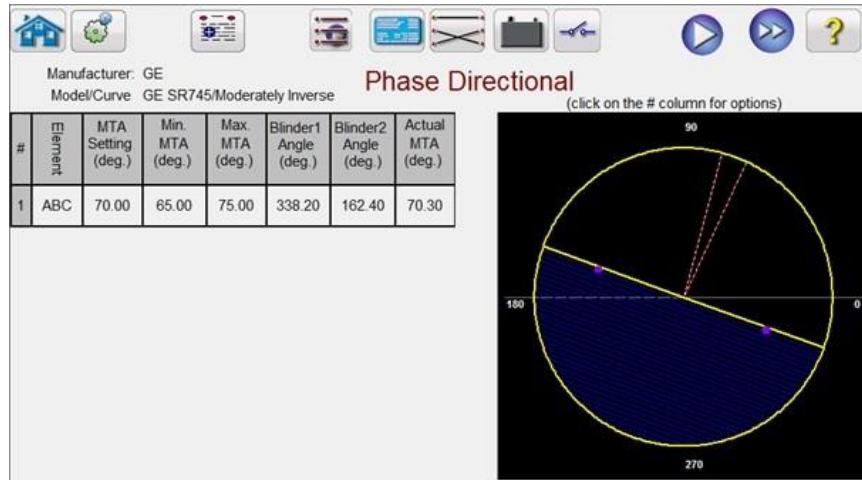 Manufacturer: GE
Model/Curve GE SR745/Moderately Inverse
Phase Directional
(click on the # column for options)
# Element MTA Setting (deg.) Min. MTA (deg.) Max. MTA (deg.) Blinder1 Angle (deg.) Blinder2 Angle (deg.) Actual MTA (deg.)
1 ABC 70.00 65.00 75.00 338.20 162.40 70.30
90
180
0
270
?